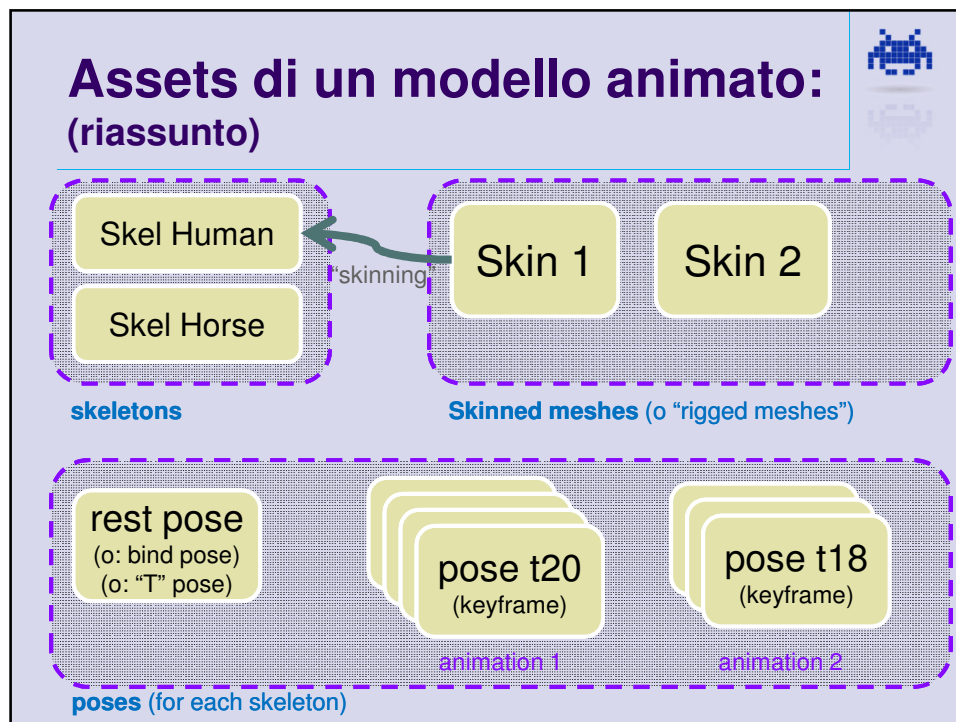 Assets di un modello animato:
(riassunto)
Skel Human
Skel Horse
“skinning”
Skin 1
Skin 2
skeletons
Skinned meshes (o “rigged meshes”)
rest pose
(o: bind pose)
(o: “T” pose)
pose t20
(keyframe)
pose t18
(keyframe)
animation 1
animation 2
poses (for each skeleton)